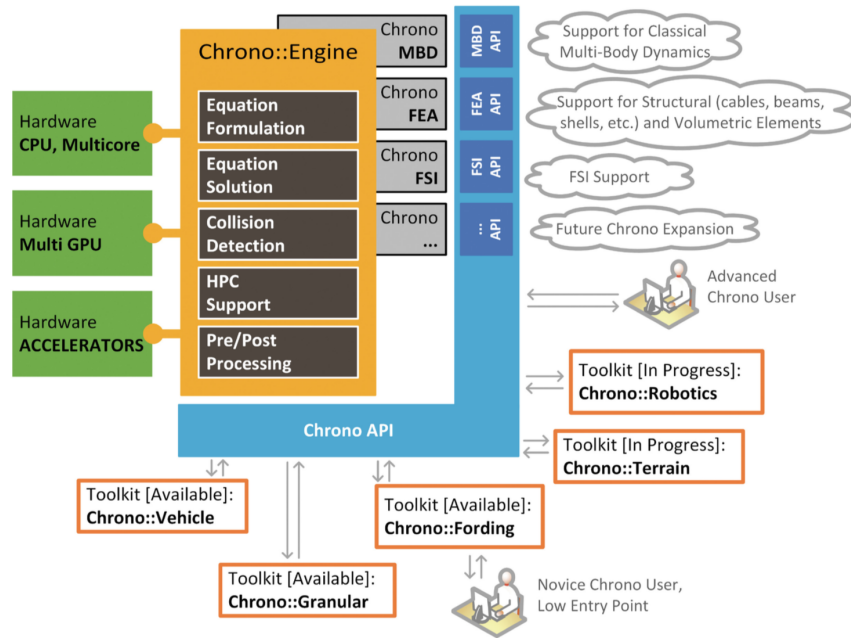 Chrono::Engine
Equation
Formulation
Equation
Solution
Collision
Detection
HPC
Support
Pre/Post
Processing
Hardware
CPU, Multicore
Hardware
Multi GPU
Hardware
ACCELERATORS
Chrono
MBD
Chrono
FEA
Chrono
FSI
Chrono
...
MBD
API
FEA
API
FSI
API
...
API
Support for Classical
Multi-Body Dynamics
Support for Structural (cables, beams,
shells, etc.) and Volumetric Elements
FSI Support
Future Chrono Expansion
Advanced
Chrono User
Toolkit [In Progress]:
Chrono::Robotics
Chrono API
Toolkit [In Progress]:
Chrono::Terrain
Toolkit [Available]:
Chrono::Vehicle
Toolkit [Available]:
Chrono::Fording
Toolkit [Available]:
Chrono::Granular
Novice Chrono User,
Low Entry Point